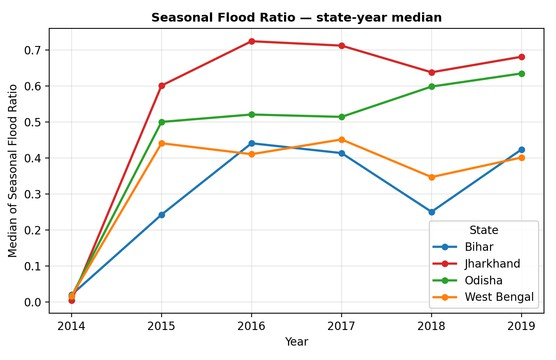 Seasonal Flood Ratio — state-year median
Median of Seasonal Flood Ratio
0.7
0.6
0.5
0.4
0.3
0.2
0.1
0.0
State
Bihar
Jharkhand
Odisha
West Bengal
2014 2015 2016 2017 2018 2019
Year